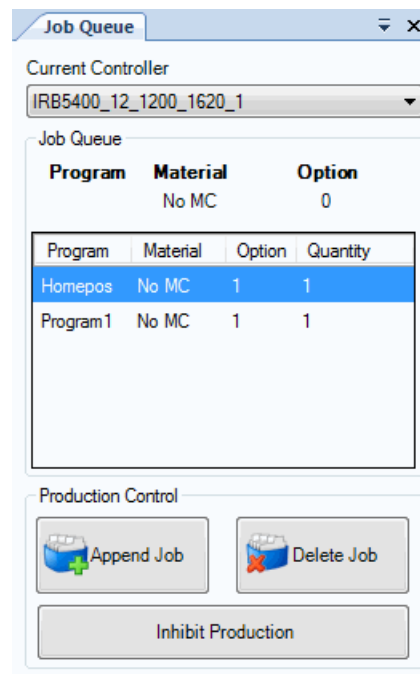 Job Queue
Current Controller
IRB5400_12_1200_1620_1
Job Queue
Program Material Option
No MC 0
Program Material Option Quantity
Homepos No MC 1 1
Program1 No MC 1 1
Production Control
Append Job Delete Job
Inhibit Production